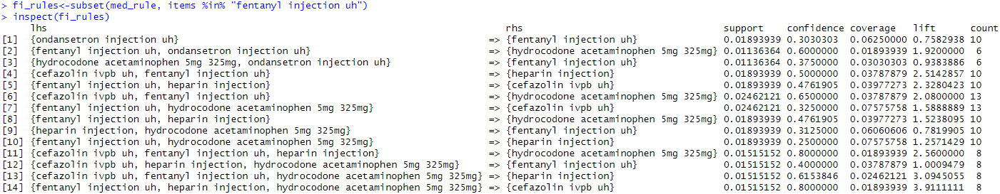 > fi_rules<-subset(med_rule, items %in% "fentanyl injection uh")
> inspect(fi_rules)
lhs rhs support confidence coverage lift count
[1] {ondansetron injection uh} => {fentanyl injection uh} 0.01893939 0.3030303 0.06250000 0.7582938 10
[2] {fentanyl injection uh, ondansetron injection uh} => {hydrocodone acetaminophen 5mg 325mg} 0.01136364 0.6000000 0.01893939 1.9200000 6
[3] {hydrocodone acetaminophen 5mg 325mg, ondansetron injection uh} => {fentanyl injection uh} 0.01136364 0.3750000 0.03030303 0.9383886 6
[4] {cefazolin ivpb uh, fentanyl injection uh} => {heparin injection} 0.01893939 0.5000000 0.03787879 2.5142857 10
[5] {fentanyl injection uh, heparin injection} => {cefazolin ivpb uh} 0.01893939 0.4761905 0.03977273 2.3280423 10
[6] {cefazolin ivpb uh, fentanyl injection uh} => {hydrocodone acetaminophen 5mg 325mg} 0.02462121 0.6500000 0.03787879 2.0800000 13
[7] {fentanyl injection uh, hydrocodone acetaminophen 5mg 325mg} => {cefazolin ivpb uh} 0.02462121 0.3250000 0.07575758 1.5888889 13
[8] {fentanyl injection uh, heparin injection} => {hydrocodone acetaminophen 5mg 325mg} 0.01893939 0.4761905 0.03977273 1.5238095 10
[9] {heparin injection, hydrocodone acetaminophen 5mg 325mg} => {fentanyl injection uh} 0.01893939 0.3125000 0.06060606 0.7819905 10
[10] {fentanyl injection uh, hydrocodone acetaminophen 5mg 325mg} => {heparin injection} 0.01893939 0.2500000 0.07575758 1.2571429 10
[11] {cefazolin ivpb uh, fentanyl injection uh, heparin injection} => {hydrocodone acetaminophen 5mg 325mg} 0.01515152 0.8000000 0.01893939 2.5600000 8
[12] {cefazolin ivpb uh, heparin injection, hydrocodone acetaminophen 5mg 325mg} => {fentanyl injection uh} 0.01515152 0.4000000 0.03787879 1.0009479 8
[13] {cefazolin ivpb uh, fentanyl injection uh, hydrocodone acetaminophen 5mg 325mg} => {heparin injection} 0.01515152 0.6153846 0.02462121 3.0945055 8
[14] {fentanyl injection uh, heparin injection, hydrocodone acetaminophen 5mg 325mg} => {cefazolin ivpb uh} 0.01515152 0.8000000 0.01893939 3.9111111 8